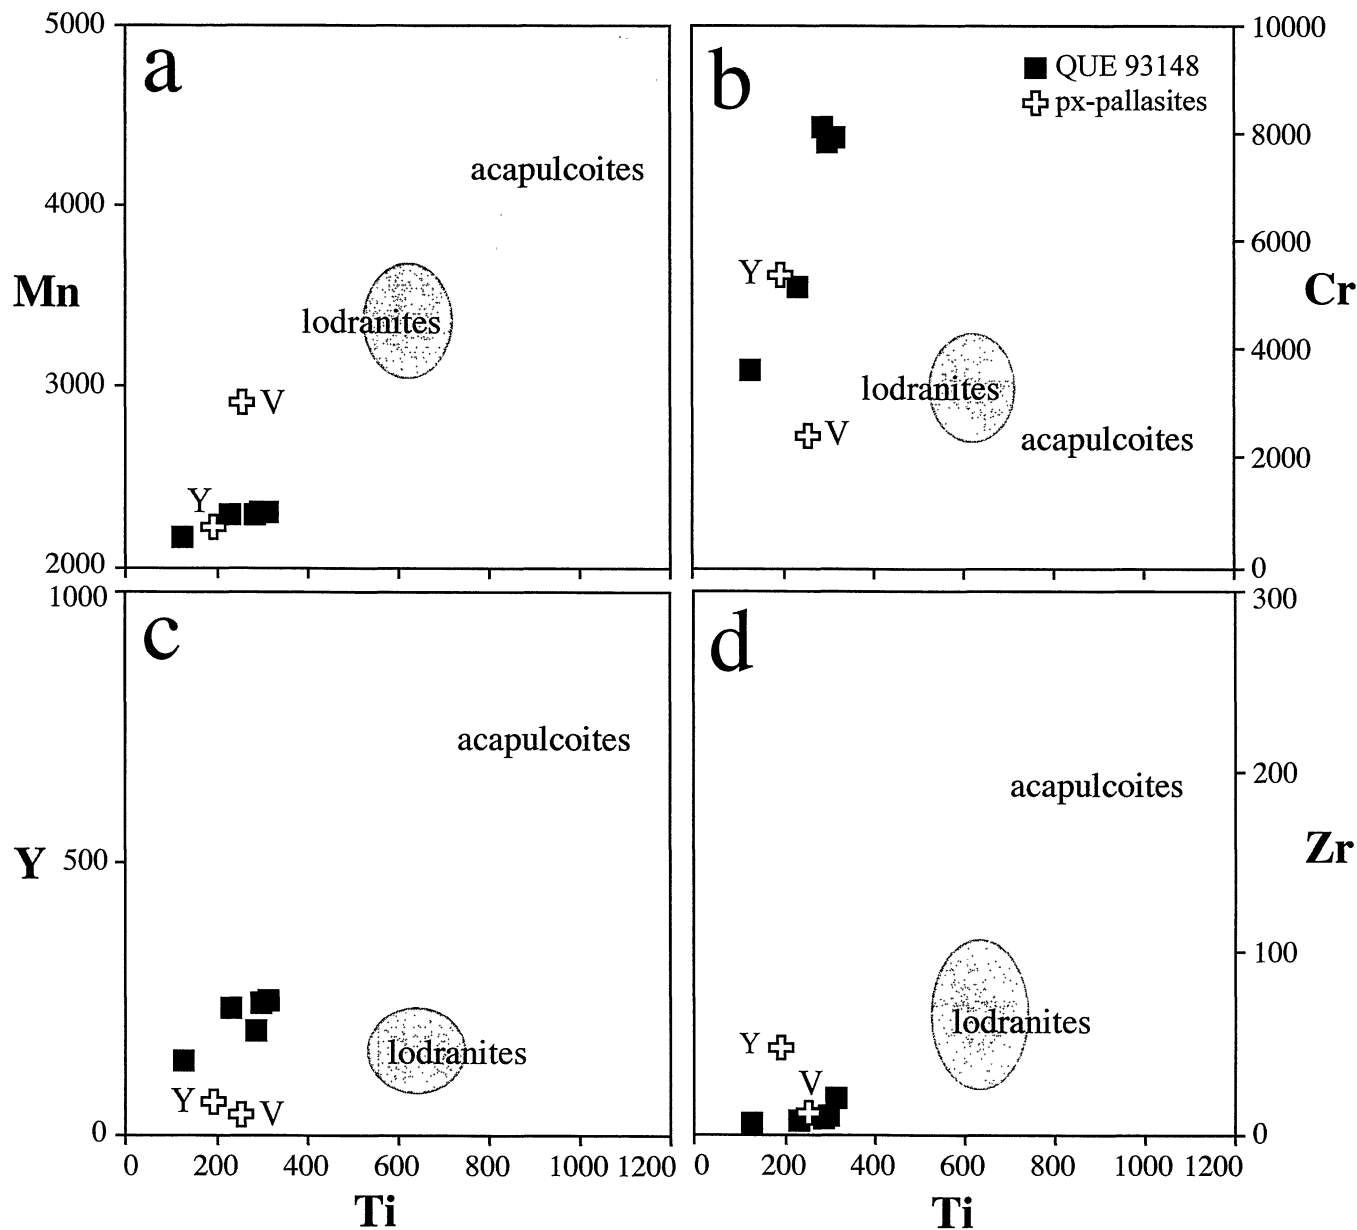 5000
a
acapulcoites
4000
Mn
lodranites
3000
V
Y
2000
10000
b
QUE 93148
px-pallasites
8000
6000
Y
Cr
4000
lodranites
V
acapulcoites
2000
0
1000
c
acapulcoites
Y
500
lodranites
Y
V
0
0 200 400 600 800 1000 1200
Ti
300
d
200
acapulcoites
Zr
100
lodranites
Y
V
0
0 200 400 600 800 1000 1200
Ti